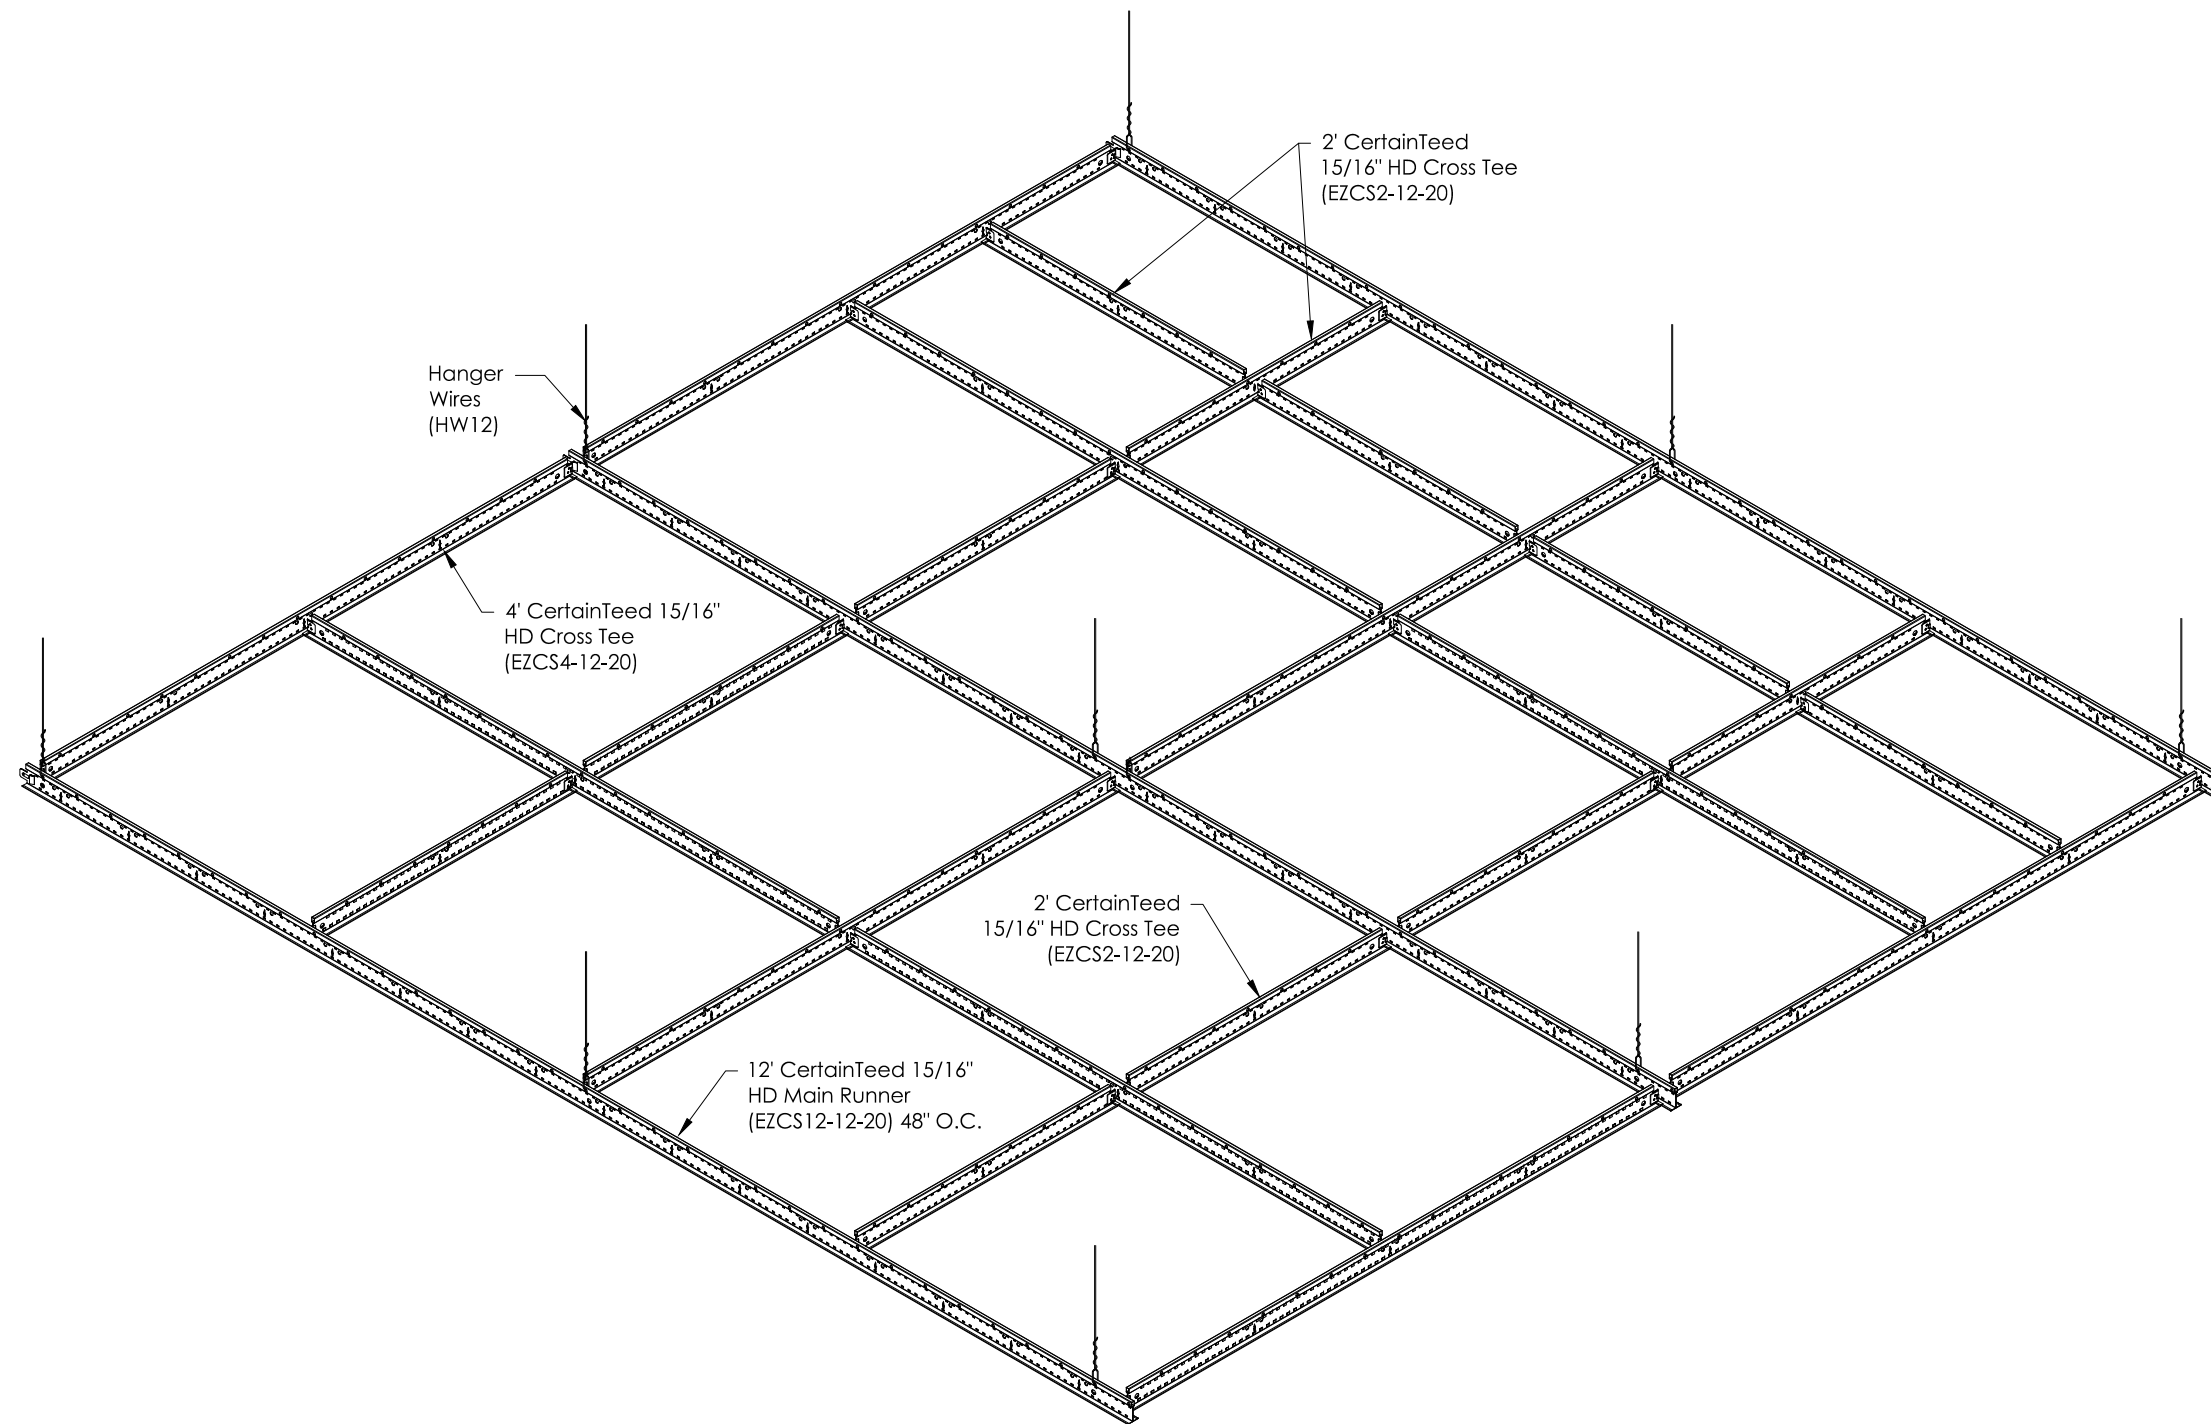 2' CertainTeed
15/16" HD Cross Tee
(EZCS2-12-20)
Hanger
Wires
(HW12)
4' CertainTeed 15/16"
HD Cross Tee
(EZCS4-12-20)
2' CertainTeed
15/16" HD Cross Tee
(EZCS2-12-20)
12' CertainTeed 15/16"
HD Main Runner
(EZCS12-12-20) 48" O.C.